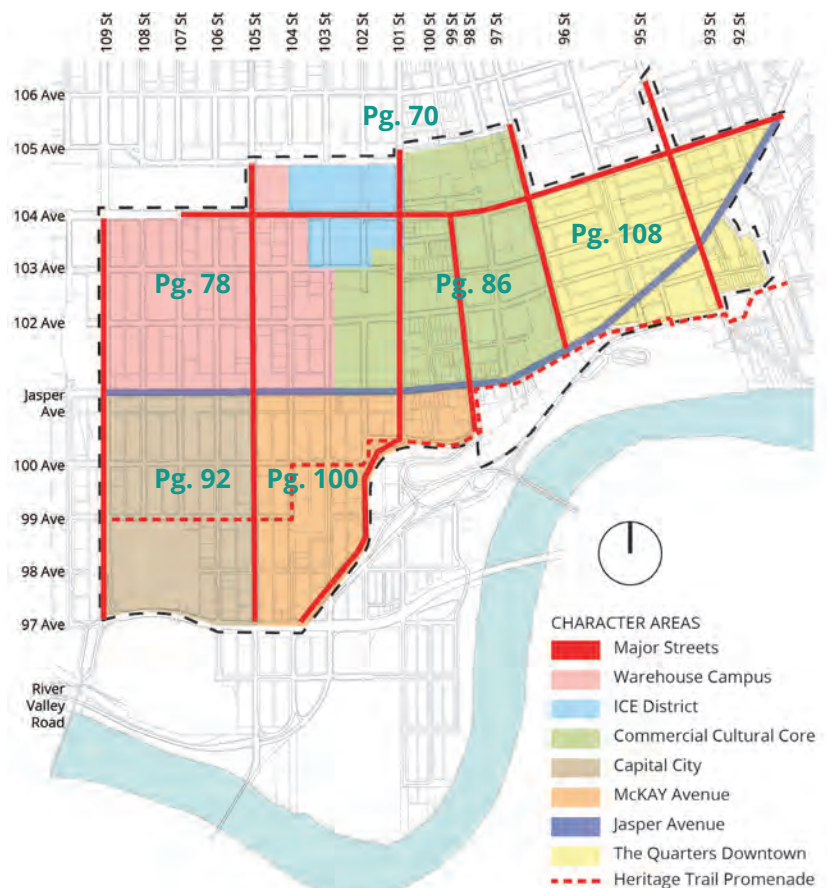 109 St
108 St
107 St
105 St
104 St
103 St
101 St
100 St
99 St
98 St
97 St
96 St
95 St
93 St
92 St
106 Ave
Pg. 70
105 Ave
104 Ave
Pg. 108
103 Ave
Pg. 78
Pg. 86
102 Ave
Jasper
Ave
100 Ave
Pg. 92
Pg. 100
99 Ave
98 Ave
97 Ave
CHARACTER AREAS
Major Streets
Warehouse Campus
River
Valley
Road
ICE District
Commercial Cultural Core
Capital City
McKAY Avenue
Jasper Avenue
The Quarters Downtown
Heritage Trail Promenade